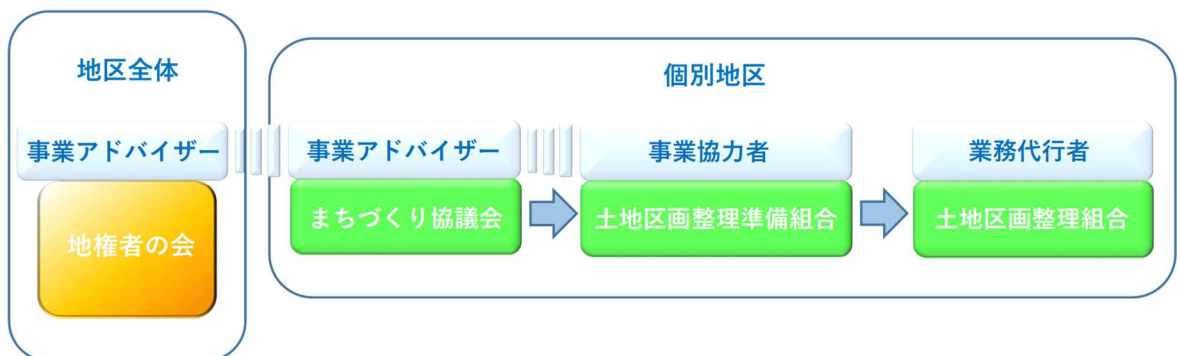 地区全体
事業アドバイザー
地権者の会
個別地区
事業アドバイザー
まちづくり協議会
事業協力者
土地区画整理準備組合
業務代行者
土地区画整理組合